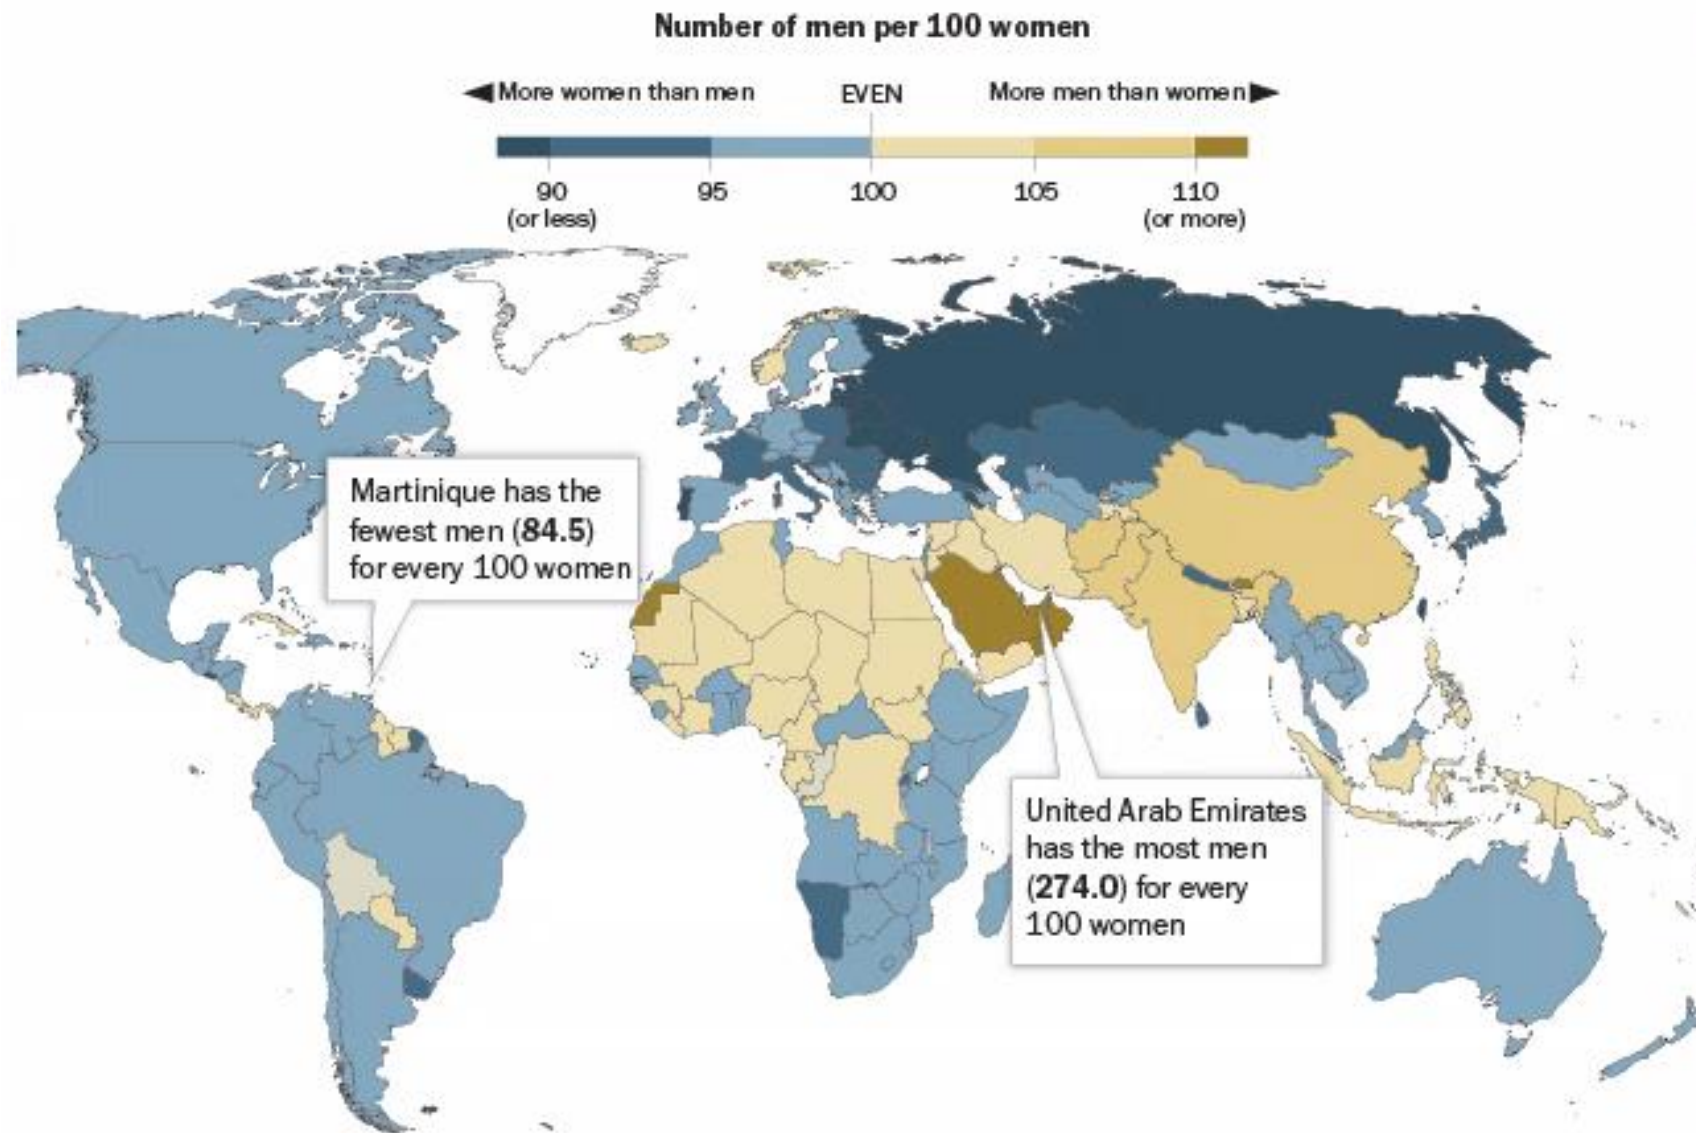 Number of men per 100 women
More women than men
EVEN
More men than women
90
(or less)
95
100
105
110
(or more)
Martinique has the
fewest men (84.5)
for every 100 women
United Arab Emirates
has the most men
(274.0) for every
100 women